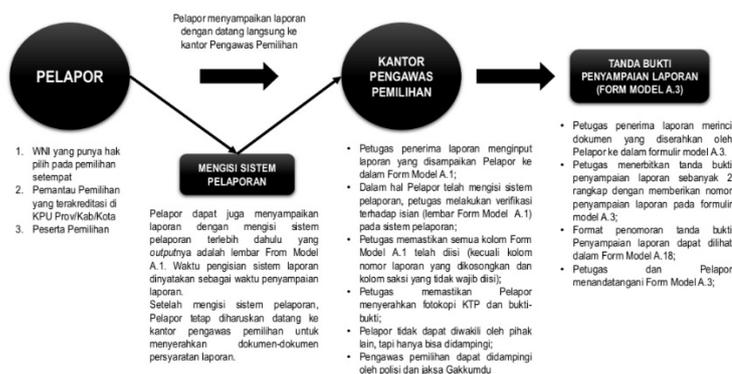 Pelapor menyampaikan laporan
dengan datang langsung ke
kantor Pengawas Pemilihan
PELAPOR
1. WNI yang punya hak
pilih pada pemilihan
setempat
2. Pemantau Pemilihan
yang terakreditasi di
KPU Prov/Kab/Kota
3. Peserta Pemilihan
MENGISI SISTEM
PELAPORAN
Pelapor dapat juga menyampaikan
laporan dengan mengisi sistem
pelaporan terlebih dahulu yang
outputnya adalah lembar From Model
A.1. Waktu pengisian sistem laporan
dinyatakan sebagai waktu penyampaian
laporan.
Setelah mengisi sistem pelaporan,
Pelapor tetap diharuskan datang ke
kantor pengawas pemilihan untuk
menyerahkan dokumen-dokumen
persyaratan laporan.
KANTOR
PENGAWAS
PEMILIHAN
• Petugas penerima laporan menginput
laporan yang disampaikan Pelapor ke
dalam Form Model A.1;
• Dalam hal Pelapor telah mengisi sistem
pelaporan, petugas melakukan verifikasi
terhadap isian (lembar Form Model A.1)
pada sistem pelaporan;
• Petugas memastikan semua kolom Form
Model A.1 telah diisi (kecuali kolom
nomor laporan yang dikosongkan dan
kolom saksi yang tidak wajib diisi);
• Petugas memastikan Pelapor
menyerahkan fotokopi KTP dan bukti-
bukti;
• Pelapor tidak dapat diwakili oleh pihak
lain, tapi hanya bisa didampingi;
• Pengawas pemilihan dapat didampingi
oleh polisi dan jaksa Gakkumdu
TANDA BUKTI
PENYAMPAIAN LAPORAN
(FORM MODEL A.3)
• Petugas penerima laporan merinci
dokumen yang diserahkan oleh
Pelapor ke dalam formulir model A.3.
• Petugas menerbitkan tanda bukti
penyampaian laporan sebanyak 2
rangkap dengan memberikan nomor
penyampaian laporan pada formulir
model A.3;
• Format penomoran tanda bukti
Penyampaian laporan dapat dilihat
dalam Form Model A.18;
• Petugas dan Pelapor
menandatangani Form Model A.3;